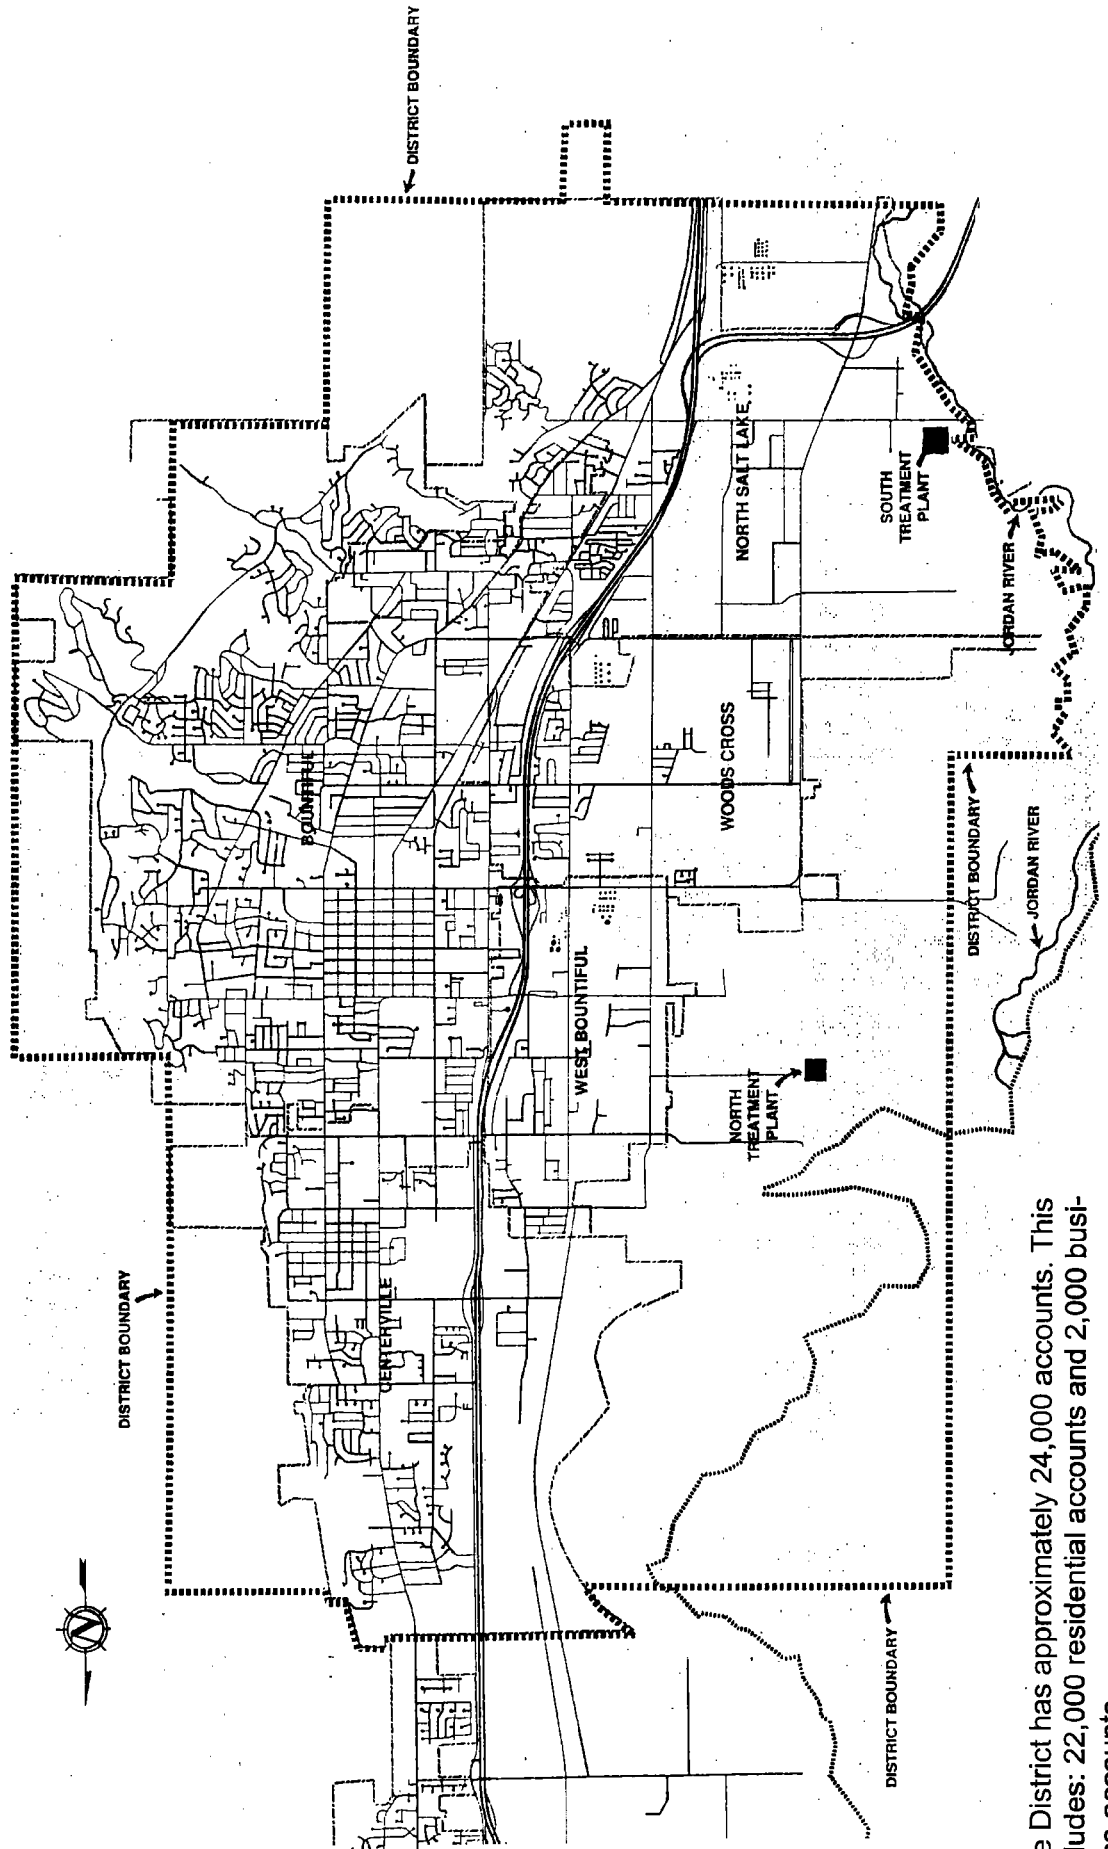 DISTRICT BOUNDARY
DISTRICT BOUNDARY
N
BOUNTIFUL
CENTERVILLE
WEST BOUNTIFUL
WOODS CROSS
NORTH SALT LAKE
NORTH
TREATMENT
PLANT
SOUTH
TREATMENT
PLANT
JORDAN RIVER
DISTRICT BOUNDARY
JORDAN RIVER
DISTRICT BOUNDARY
District has approximately 24,000 accounts. This
22,000 residential accounts and 2,000 busi-